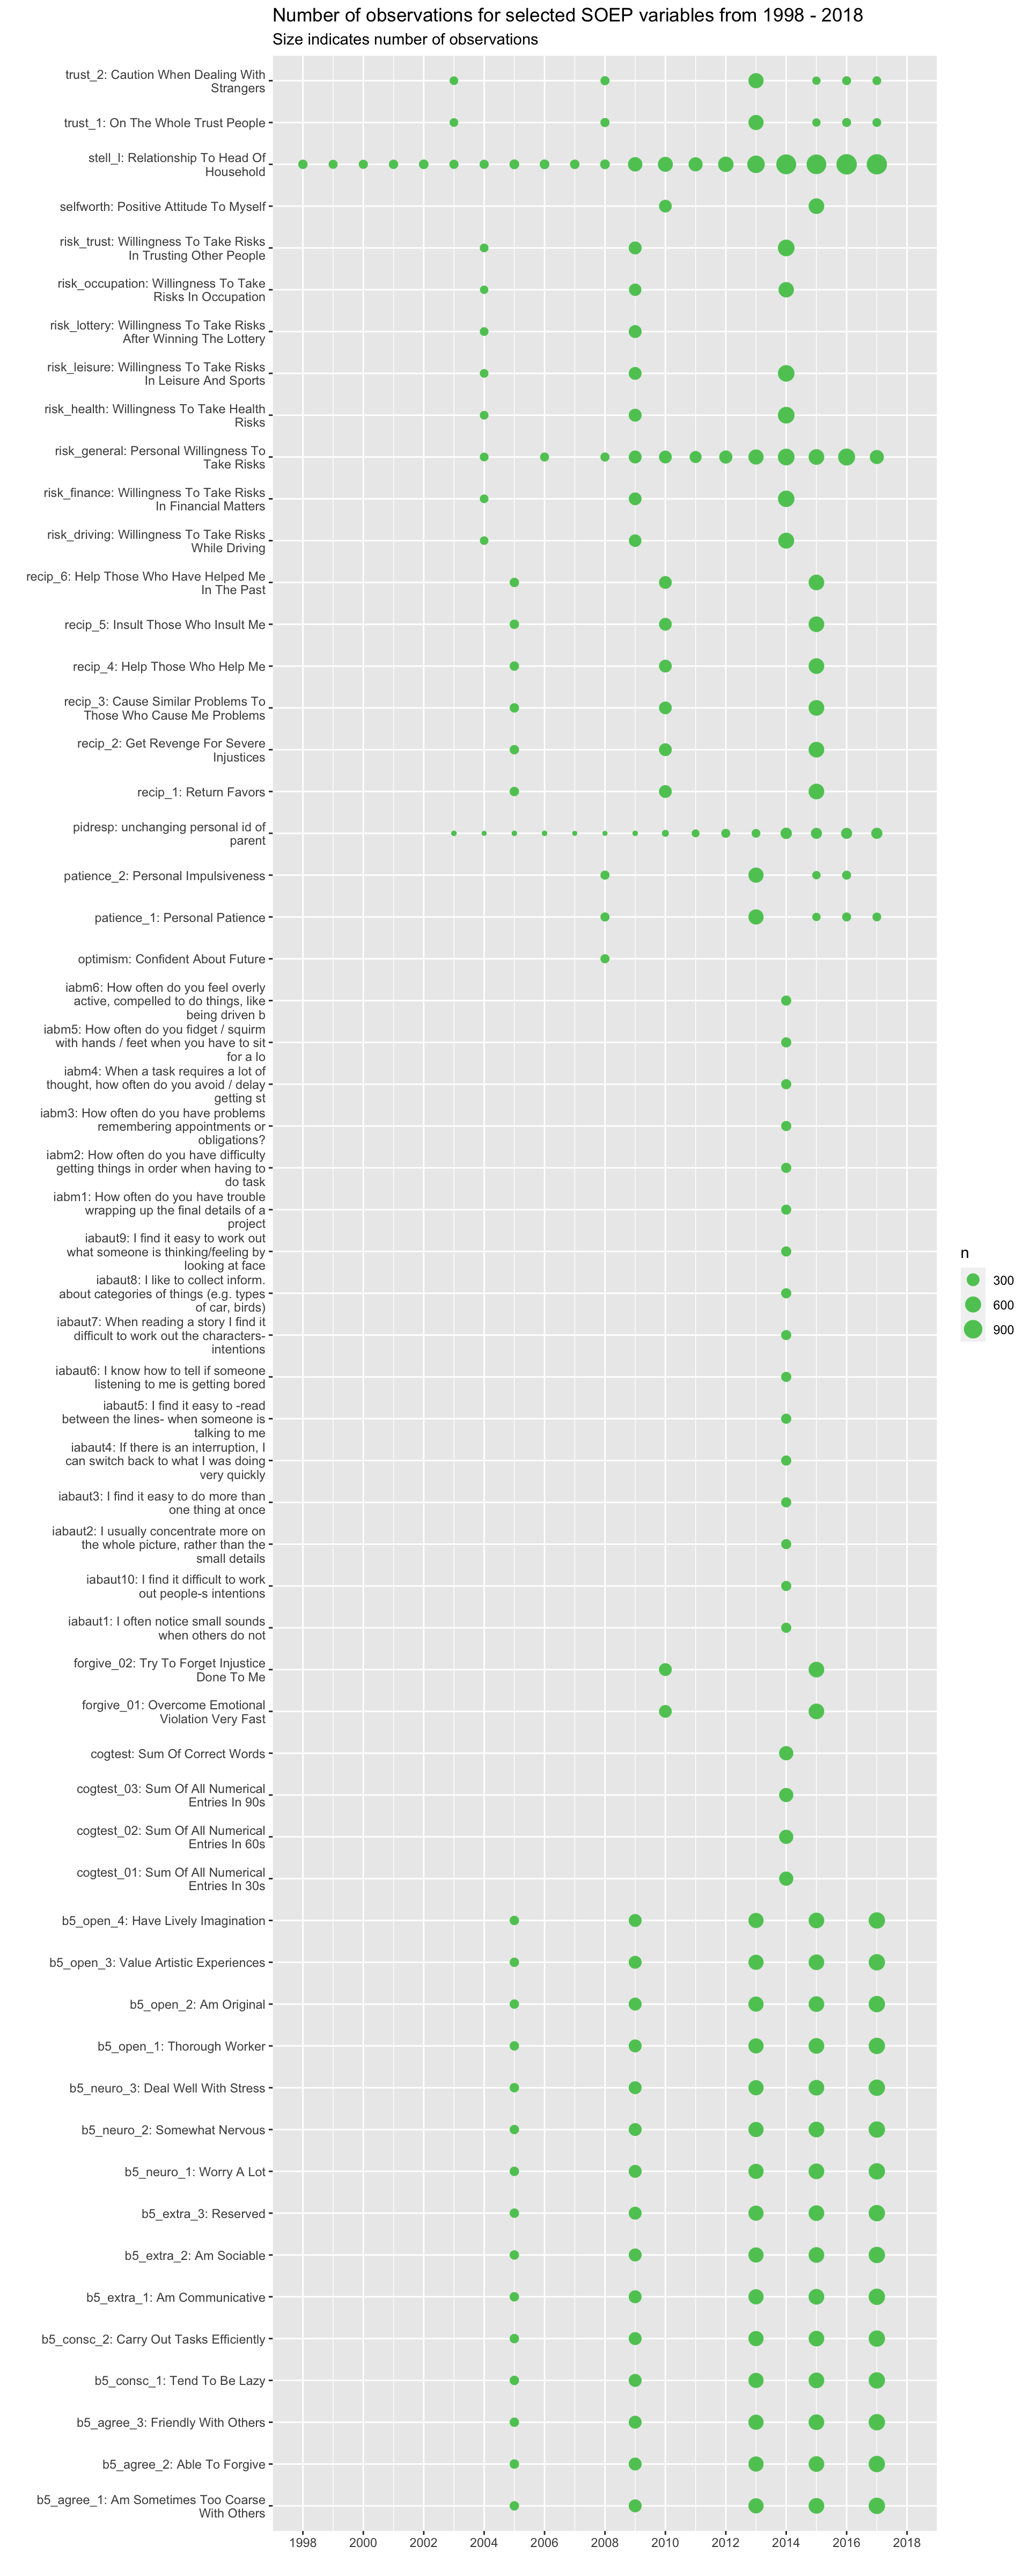 Number of observations for selected SOEP variables from 1998 - 2018
Size indicates number of observations
trust_2: Caution When Dealing With
Strangers
trust_1: On The Whole Trust People
stell_l: Relationship To Head Of
Household
selfworth: Positive Attitude To Myself
risk_trust: Willingness To Take Risks
In Trusting Other People
risk_occupation: Willingness To Take
Risks In Occupation
risk_lottery: Willingness To Take Risks
After Winning The Lottery
risk_leisure: Willingness To Take Risks
In Leisure And Sports
risk_health: Willingness To Take Health
Risks
risk_general: Personal Willingness To
Take Risks
risk_finance: Willingness To Take Risks
In Financial Matters
risk_driving: Willingness To Take Risks
While Driving
recip_6: Help Those Who Have Helped Me
In The Past
recip_5: Insult Those Who Insult Me
recip_4: Help Those Who Help Me
recip_3: Cause Similar Problems To
Those Who Cause Me Problems
recip_2: Get Revenge For Severe
Injustices
recip_1: Return Favors
pidresp: unchanging personal id of
parent
patience_2: Personal Impulsiveness
patience_1: Personal Patience
optimism: Confident About Future
iabm6: How often do you feel overly
active, compelled to do things, like
being driven b
iabm5: How often do you fidget / squirm
with hands / feet when you have to sit
for a lo
iabm4: When a task requires a lot of
thought, how often do you avoid / delay
getting st
iabm3: How often do you have problems
remembering appointments or
obligations?
iabm2: How often do you have difficulty
getting things in order when having to
do task
iabm1: How often do you have trouble
wrapping up the final details of a
project
iabaut9: I find it easy to work out
what someone is thinking/feeling by
looking at face
iabaut8: I like to collect inform.
about categories of things (e.g. types
of car, birds)
iabaut7: When reading a story I find it
difficult to work out the characters-
intentions
iabaut6: I know how to tell if someone
listening to me is getting bored
iabaut5: I find it easy to -read
between the lines- when someone is
talking to me
iabaut4: If there is an interruption, I
can switch back to what I was doing
very quickly
iabaut3: I find it easy to do more than
one thing at once
iabaut2: I usually concentrate more on
the whole picture, rather than the
small details
iabaut10: I find it difficult to work
out people-s intentions
iabaut1: I often notice small sounds
when others do not
forgive_02: Try To Forget Injustice
Done To Me
forgive_01: Overcome Emotional
Violation Very Fast
cogtest: Sum Of Correct Words
cogtest_03: Sum Of All Numerical
Entries In 90s
cogtest_02: Sum Of All Numerical
Entries In 60s
cogtest_01: Sum Of All Numerical
Entries In 30s
b5_open_4: Have Lively Imagination
b5_open_3: Value Artistic Experiences
b5_open_2: Am Original
b5_open_1: Thorough Worker
b5_neuro_3: Deal Well With Stress
b5_neuro_2: Somewhat Nervous
b5_neuro_1: Worry A Lot
b5_extra_3: Reserved
b5_extra_2: Am Sociable
b5_extra_1: Am Communicative
b5_consc_2: Carry Out Tasks Efficiently
b5_consc_1: Tend To Be Lazy
b5_agree_3: Friendly With Others
b5_agree_2: Able To Forgive
b5_agree_1: Am Sometimes Too Coarse
With Others
1998 2000 2002 2004 2006 2008 2010 2012 2014 2016 2018
n
300
600
900